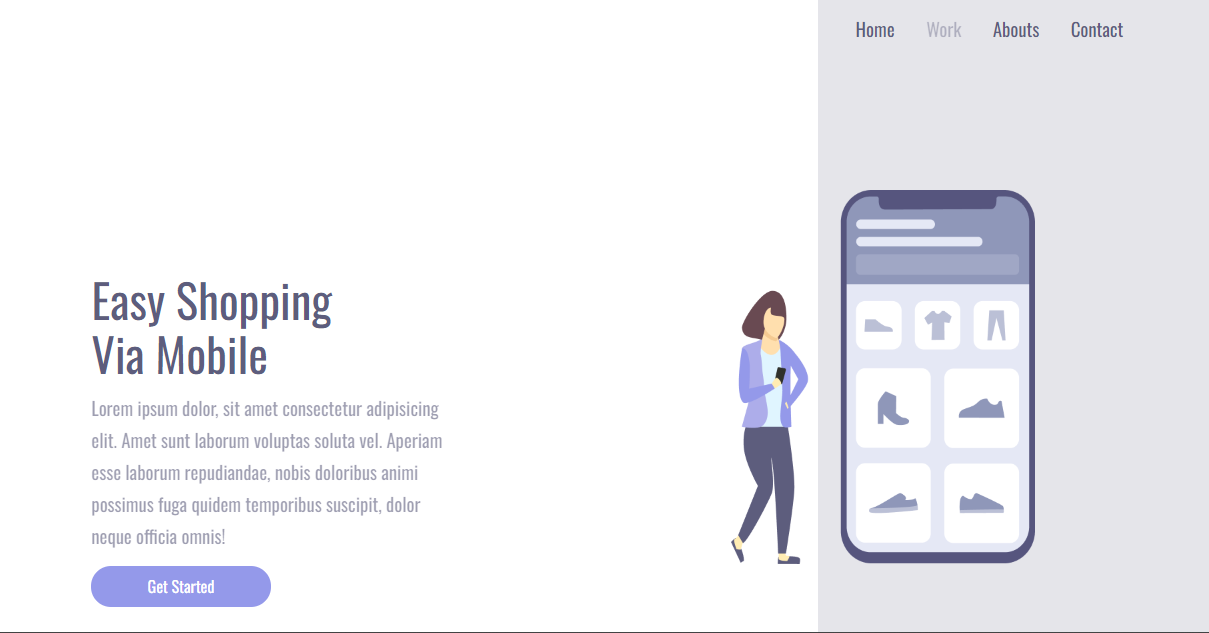 Home Work Abouts Contact
Easy Shopping
Via Mobile
Lorem ipsum dolor, sit amet consectetur adipisicing
elit. Amet sunt laborum voluptas soluta vel. Aperiam
esse laborum repudiandae, nobis doloribus animi
possimus fuga quidem temporibus suscipit, dolor
neque officia omnis!
Get Started